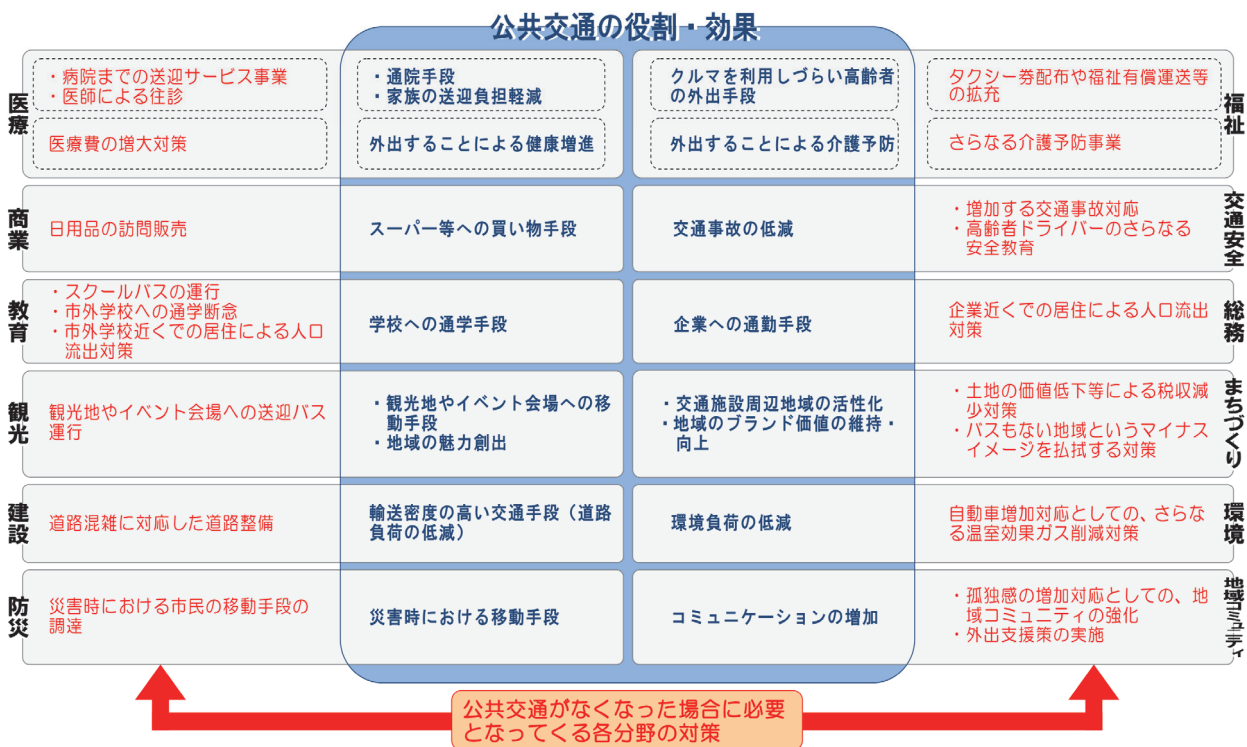 公共交通の役割・効果
医療
・病院までの送迎サービス事業
・医師による往診
・通院手段
・家族の送迎負担軽減
医療費の増大対策
外出することによる健康増進
クルマを利用しづらい高齢者
の外出手段
タクシー券配布や福祉有償運送等
の拡充
外出することによる介護予防
さらなる介護予防事業
福祉
商業
日用品の訪問販売
スーパー等への買い物手段
交通事故の低減
・増加する交通事故対応
・高齢者ドライバーのさらなる
安全教育
交通安全
教育
・スクールバスの運行
・市外学校への通学断念
・市外学校近くでの居住による人口
流出対策
学校への通学手段
企業への通勤手段
企業近くでの居住による人口流出
対策
総務
観光
観光地やイベント会場への送迎バス
運行
・観光地やイベント会場への移
動手段
・地域の魅力創出
・交通施設周辺地域の活性化
・地域のブランド価値の維持・
向上
・土地の価値低下等による税収減
少対策
・バスもない地域というマイナス
イメージを払拭する対策
まちづくり
建設
道路混雑に対応した道路整備
輸送密度の高い交通手段（道路
負荷の低減）
環境負荷の低減
自動車増加対応としての、さらな
る温室効果ガス削減対策
環境
防災
災害時における市民の移動手段の
調達
災害時における移動手段
コミュニケーションの増加
・孤独感の増加対応としての、地
域コミュニティの強化
・外出支援策の実施
地域コミュニティ
公共交通がなくなった場合に必要
となってくる各分野の対策